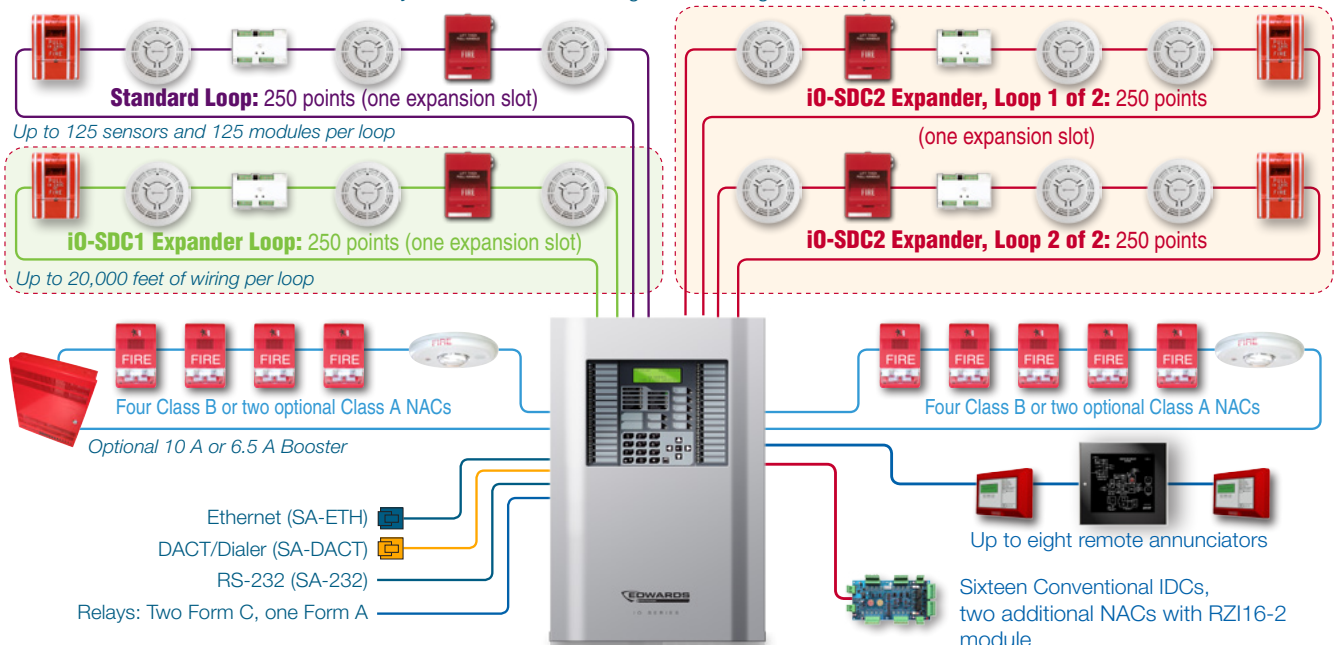 Standard Loop: 250 points (one expansion slot)
Up to 125 sensors and 125 modules per loop
iO-SDC1 Expander Loop: 250 points (one expansion slot)
Up to 20,000 feet of wiring per loop
iO-SDC2 Expander, Loop 1 of 2: 250 points
(one expansion slot)
iO-SDC2 Expander, Loop 2 of 2: 250 points
FIRE
FIRE
FIRE
FIRE
FIRE
Four Class B or two optional Class A NACs
Optional 10 A or 6.5 A Booster
FIRE
FIRE
FIRE
FIRE
FIRE
FIRE
Four Class B or two optional Class A NACs
Ethernet (SA-ETH)
DACT/Dialer (SA-DACT)
RS-232 (SA-232)
Relays: Two Form C, one Form A
EDWARDS
iO SERIES
Up to eight remote annunciators
Sixteen Conventional IDCs,
two additional NACs with RZI16-2
module